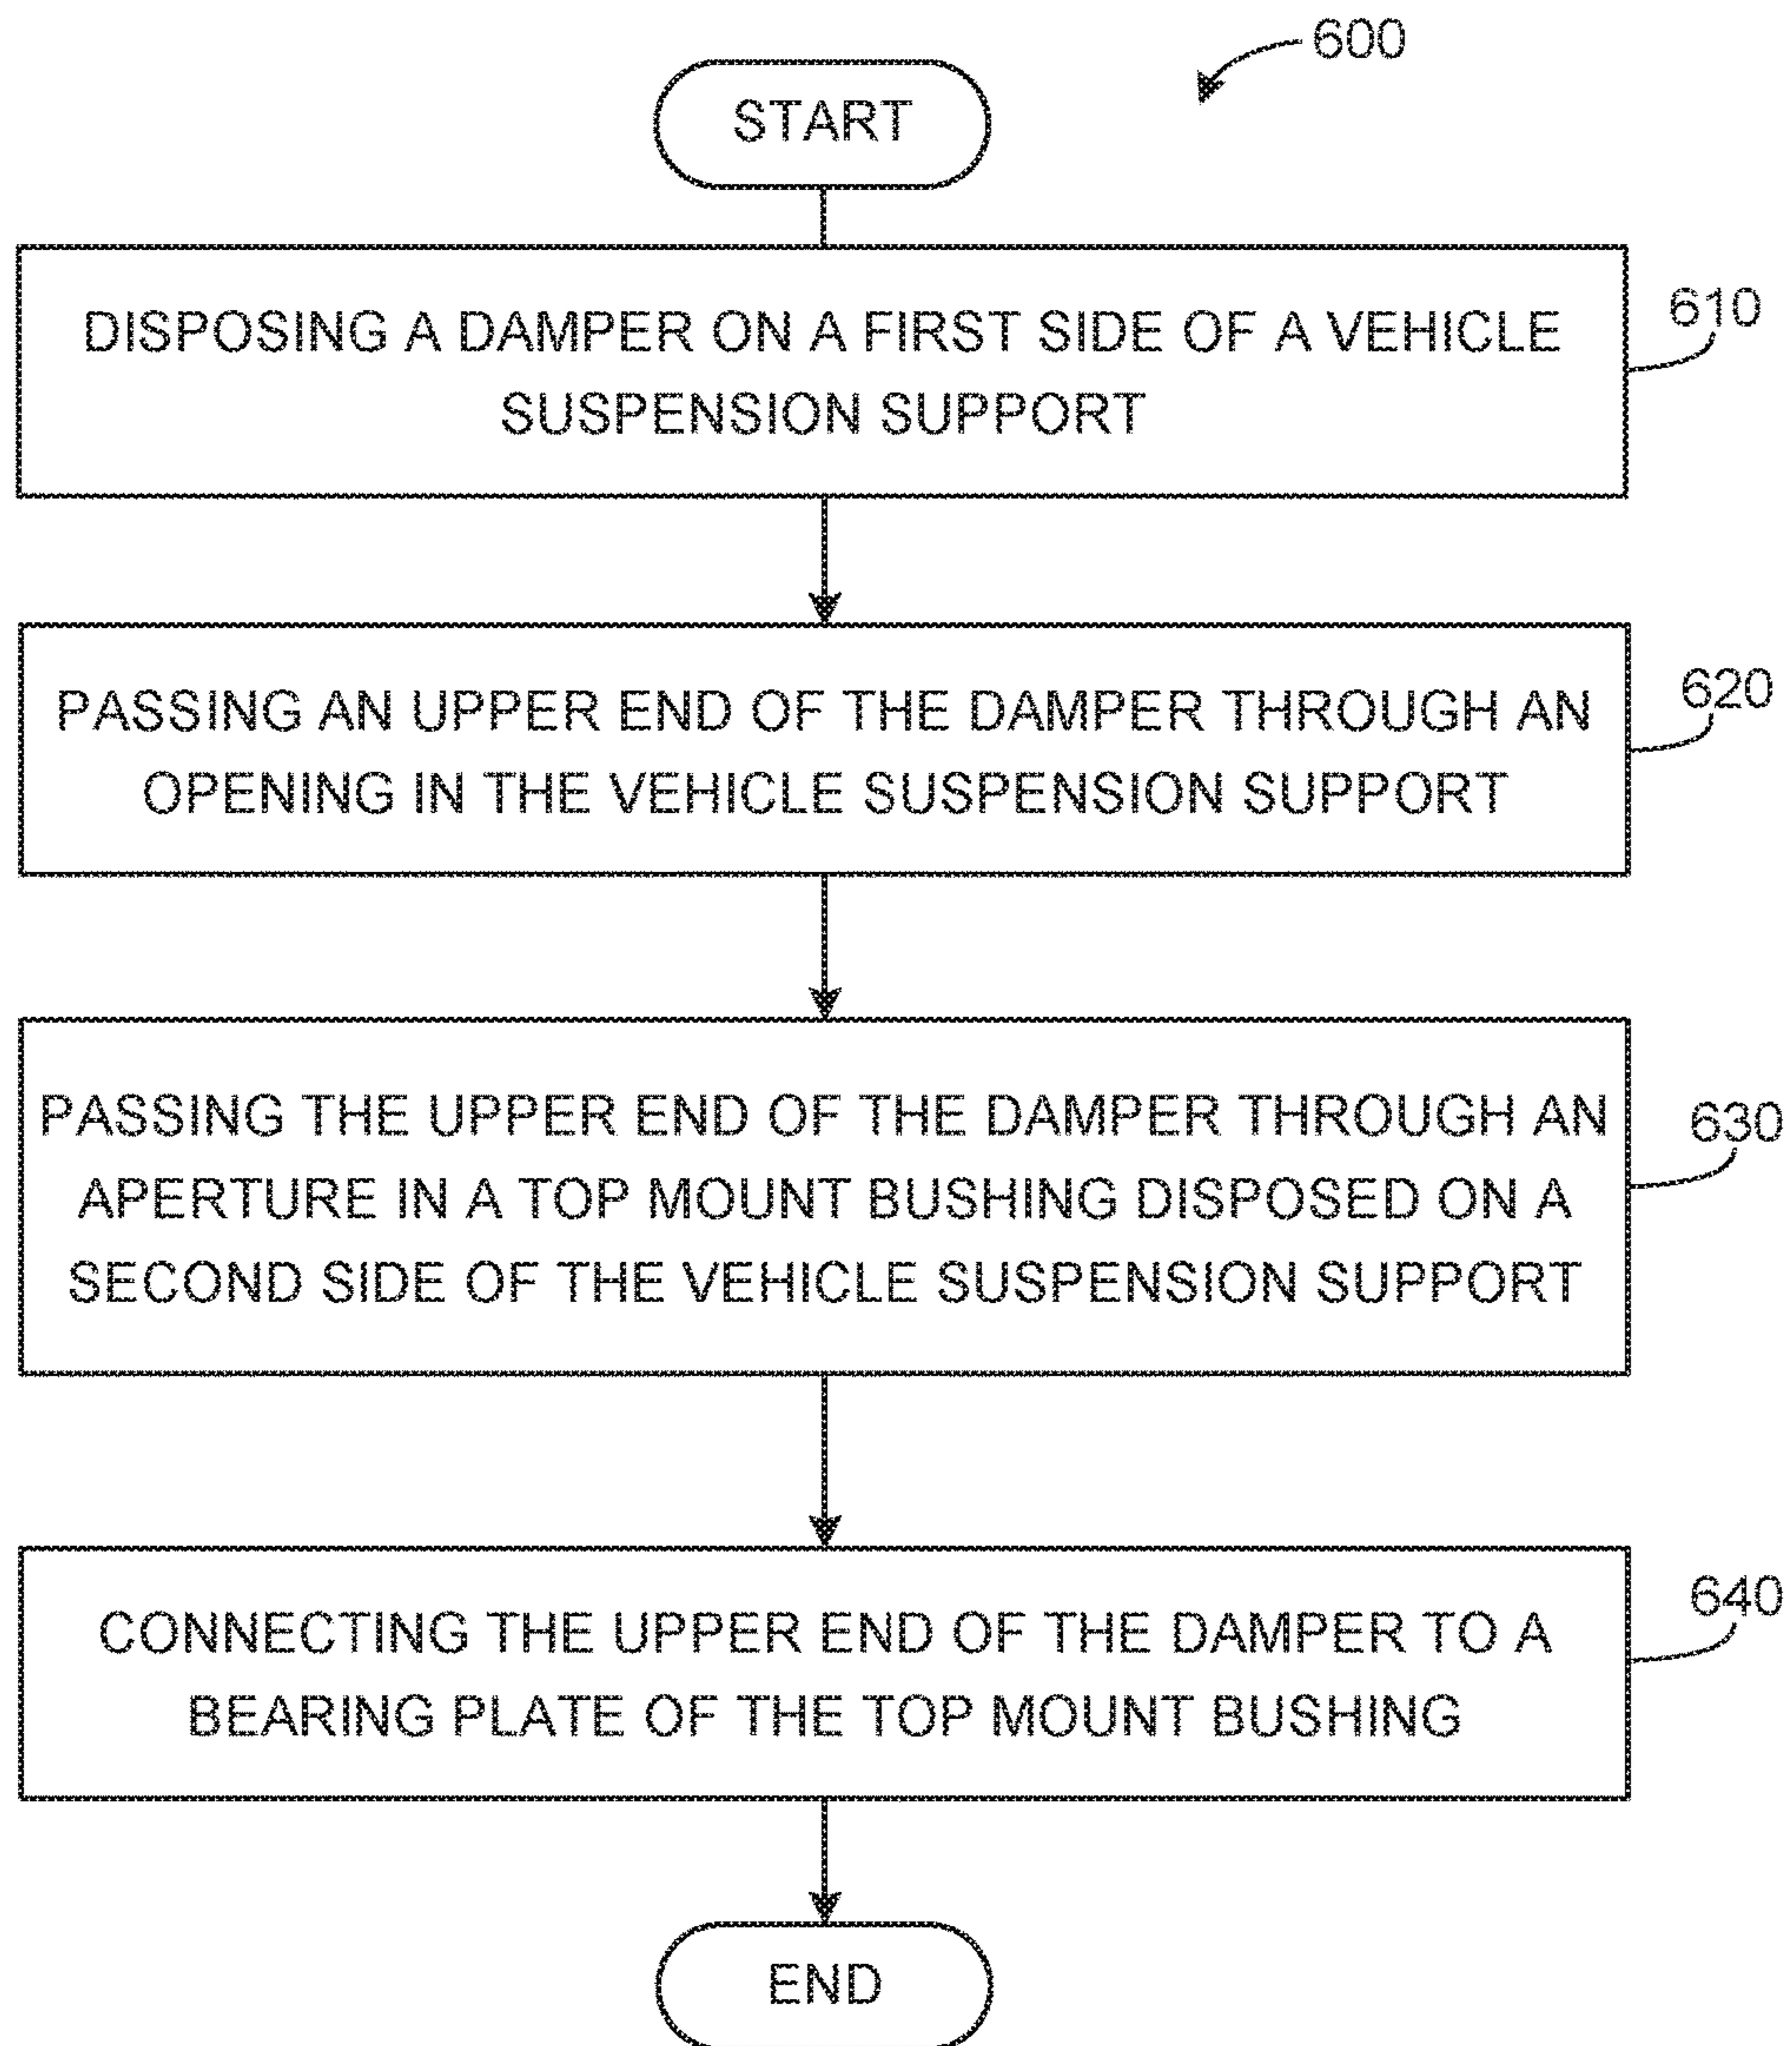 600
START
DISPOSING A DAMPER ON A FIRST SIDE OF A VEHICLE
SUSPENSION SUPPORT
610
PASSING AN UPPER END OF THE DAMPER THROUGH AN
OPENING IN THE VEHICLE SUSPENSION SUPPORT
620
PASSING THE UPPER END OF THE DAMPER THROUGH AN
APERTURE IN A TOP MOUNT BUSHING DISPOSED ON A
SECOND SIDE OF THE VEHICLE SUSPENSION SUPPORT
630
CONNECTING THE UPPER END OF THE DAMPER TO A
BEARING PLATE OF THE TOP MOUNT BUSHING
640
END